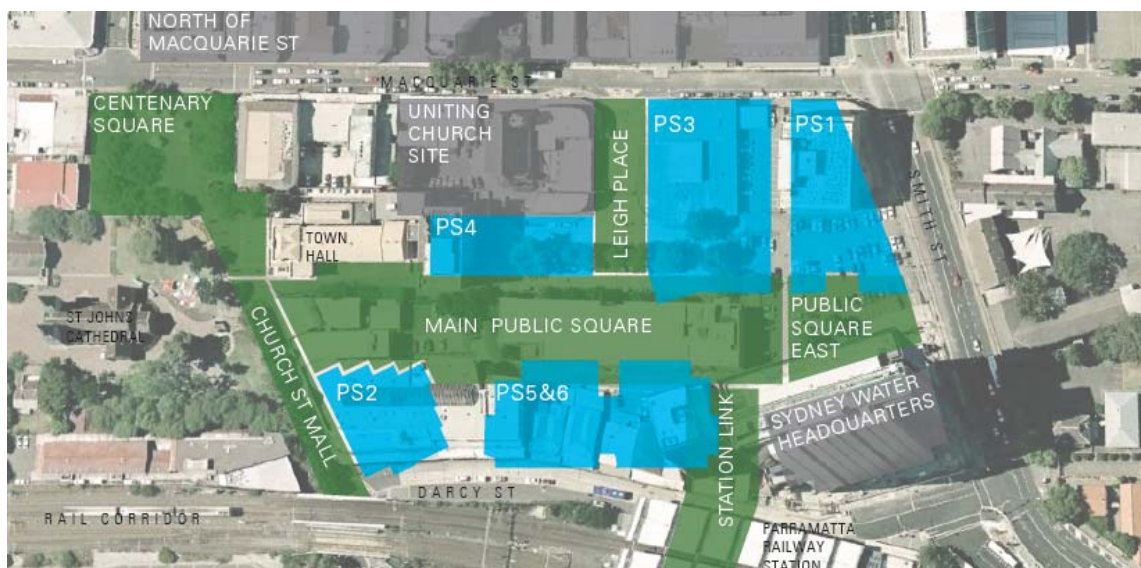 NORTH OF
MACQUARIE ST
MACQUARIE ST
CENTENARY
SQUARE
UNITING
CHURCH
SITE
LEIGH PLACE
PS3
PS1
SMITH ST
PS4
TOWN
HALL
ST JOHNS
CATHEDRAL
CHURCH ST MALL
MAIN PUBLIC SQUARE
PUBLIC
SQUARE
EAST
PS2
PS5&6
STATION LINK
SYDNEY WATER
HEADQUARTERS
DARCY ST
RAIL CORRIDOR
PARRAMATTA
RAILWAY
STATION